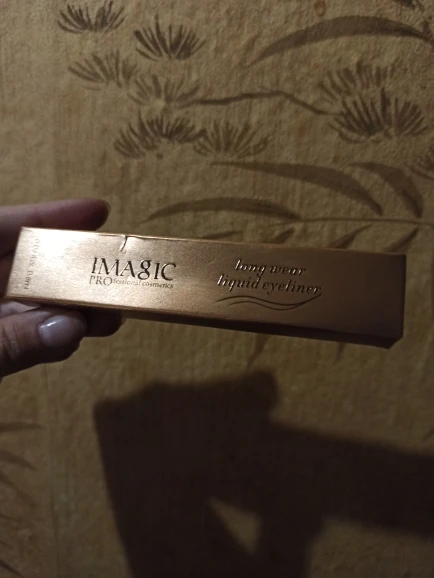 IMAGIC
PROfessional cosmetics
long wear
liquid eyeliner